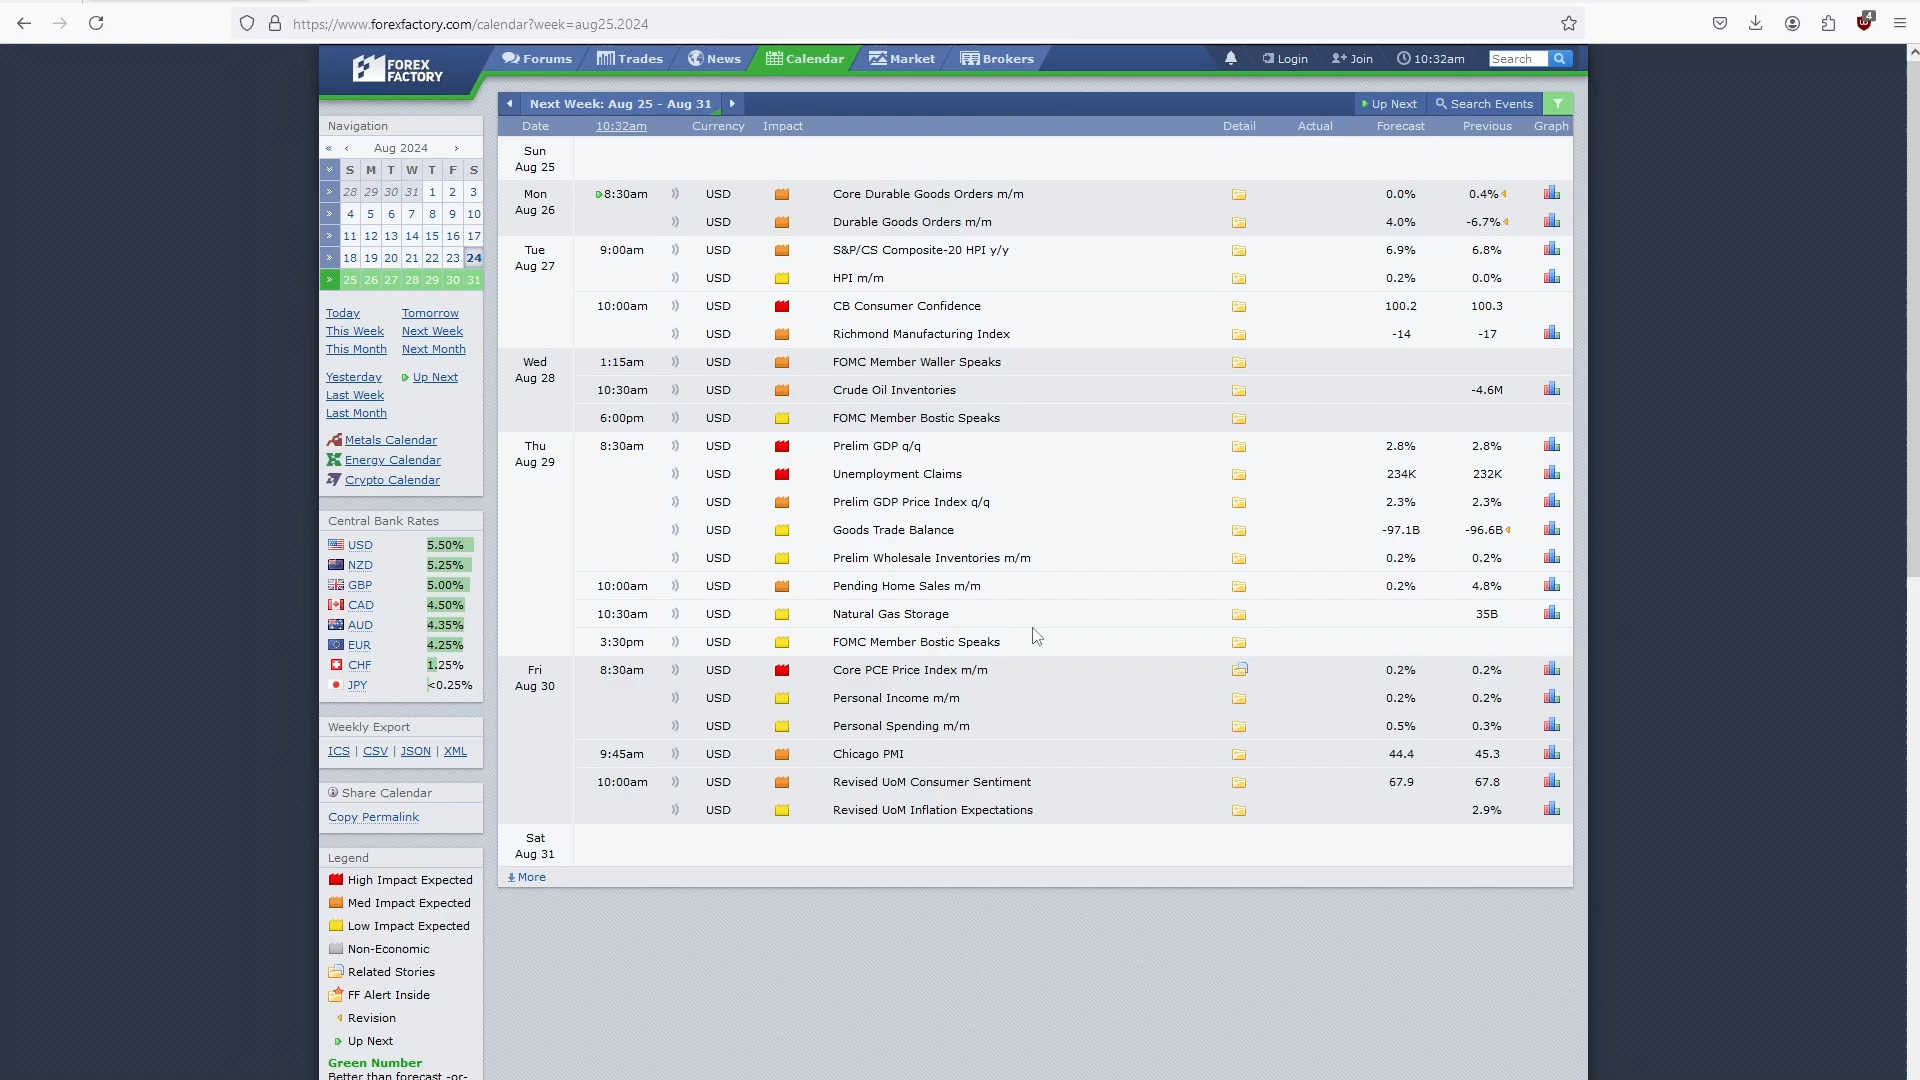 https://www.forexfactory.com/calendar?week=aug25.2024
4
FOREX
FACTORY
Forums Trades News Calendar Market Brokers Login Join 10:32am Search
Navigation
« ‹ Aug 2024 ›
S M T W T F S
28 29 30 31 1 2 3
4 5 6 7 8 9 10
11 12 13 14 15 16 17
18 19 20 21 22 23 24
25 26 27 28 29 30 31
Today Tomorrow
This Week Next Week
This Month Next Month
Yesterday Up Next
Last Week
Last Month
Metals Calendar
Energy Calendar
Crypto Calendar
Central Bank Rates
USD 5.50%
NZD 5.25%
GBP 5.00%
CAD 4.50%
AUD 4.35%
EUR 4.25%
CHF 1.25%
JPY <0.25%
Weekly Export
ICS | CSV | JSON | XML
Share Calendar
Copy Permalink
Legend
High Impact Expected
Med Impact Expected
Low Impact Expected
Non-Economic
Related Stories
FF Alert Inside
Revision
Up Next
Green Number
Better than forecast -or-
Next Week: Aug 25 - Aug 31 Up Next Search Events
Date 10:32am Currency Impact Detail Actual Forecast Previous Graph
Sun
Aug 25
Mon
Aug 26
8:30am USD Core Durable Goods Orders m/m 0.0% 0.4%
USD Durable Goods Orders m/m 4.0% -6.7%
Tue
Aug 27
9:00am USD S&P/CS Composite-20 HPI y/y 6.9% 6.8%
USD HPI m/m 0.2% 0.0%
10:00am USD CB Consumer Confidence 100.2 100.3
USD Richmond Manufacturing Index -14 -17
Wed
Aug 28
1:15am USD FOMC Member Waller Speaks
10:30am USD Crude Oil Inventories -4.6M
6:00pm USD FOMC Member Bostic Speaks
Thu
Aug 29
8:30am USD Prelim GDP q/q 2.8% 2.8%
USD Unemployment Claims 234K 232K
USD Prelim GDP Price Index q/q 2.3% 2.3%
USD Goods Trade Balance -97.1B -96.6B
USD Prelim Wholesale Inventories m/m 0.2% 0.2%
10:00am USD Pending Home Sales m/m 0.2% 4.8%
10:30am USD Natural Gas Storage 35B
3:30pm USD FOMC Member Bostic Speaks
Fri
Aug 30
8:30am USD Core PCE Price Index m/m 0.2% 0.2%
USD Personal Income m/m 0.2% 0.2%
USD Personal Spending m/m 0.5% 0.3%
9:45am USD Chicago PMI 44.4 45.3
10:00am USD Revised UoM Consumer Sentiment 67.9 67.8
USD Revised UoM Inflation Expectations 2.9%
Sat
Aug 31
More